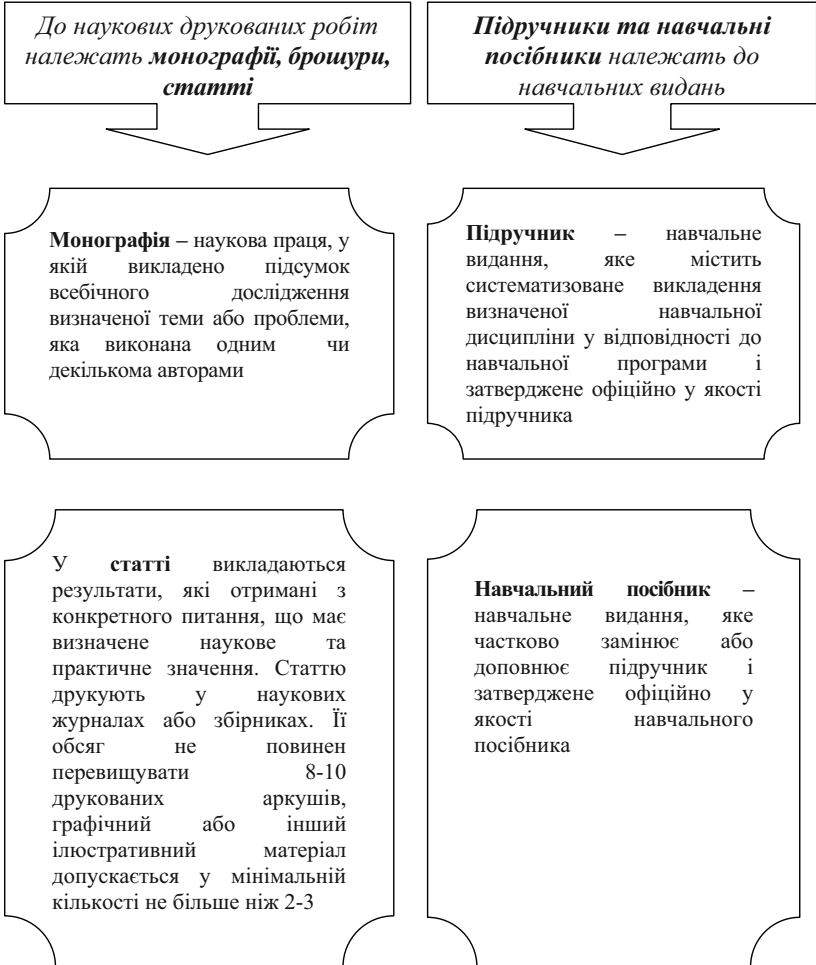 До наукових друкованих робіт
належать монографії, брошури,
статті
Підручники та навчальні
посібники належать до
навчальних видань
Монографія – наукова праця, у
якій викладено підсумок
всебічного дослідження
визначеної теми або проблеми,
яка виконана одним чи
декількома авторами
Підручник – навчальне
видання, яке містить
систематизоване викладення
визначеної навчальної
дисципліни у відповідності до
навчальної програми і
затверджене офіційно у якості
підручника
У статті викладаються
результати, які отримані з
конкретного питання, що має
визначене наукове та
практичне значення. Статтю
друкують у наукових
журналах або збірниках. Її
обсяг не повинен
перевищувати 8-10
друкованих аркушів,
графічний або інший
ілюстративний матеріал
допускається у мінімальній
кількості не більше ніж 2-3
Навчальний посібник –
навчальне видання, яке
частково замінює або
доповнює підручник і
затверджене офіційно у
якості навчального
посібника